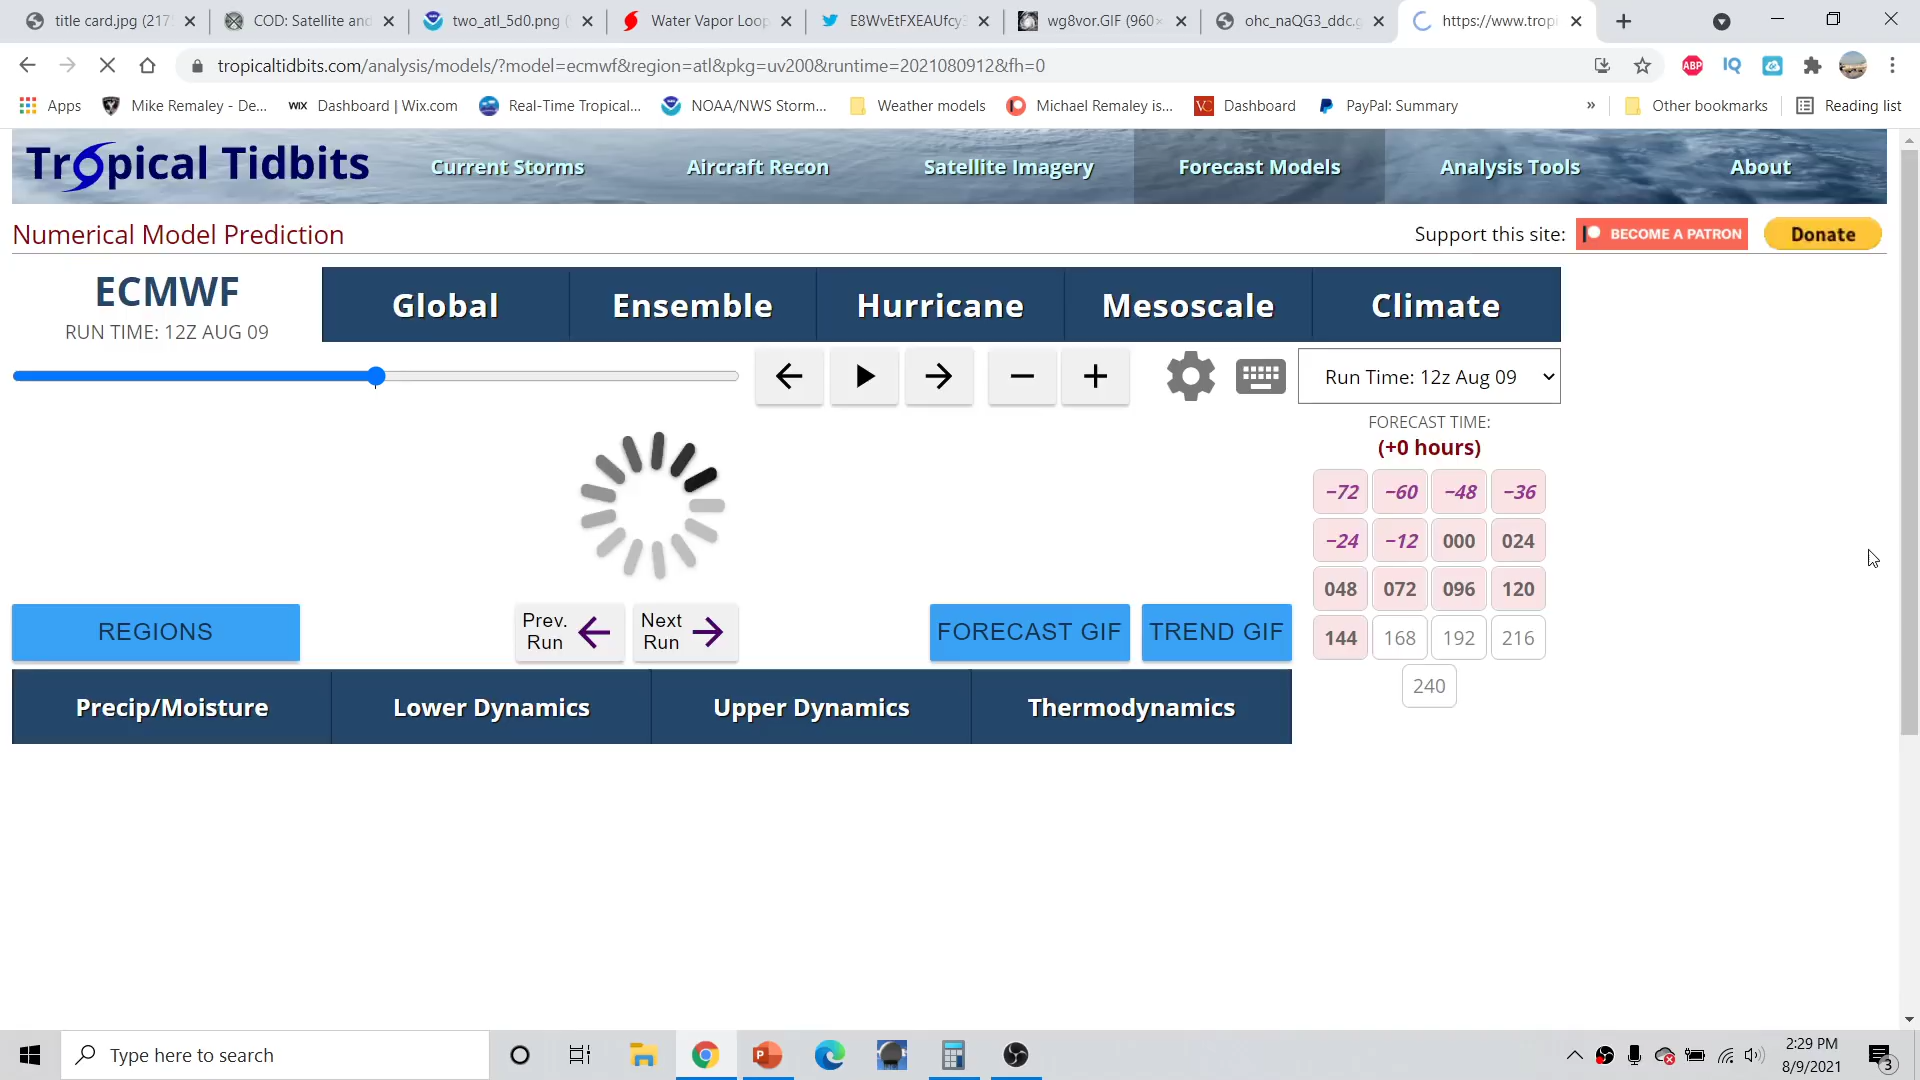 title card.jpg (217
COD: Satellite and
two_atl_5d0.png (
Water Vapor Loop
E8WvEtFXEAUfcy
wg8vor.GIF (960×
ohc_naQG3_ddc.g
https://www.tropi
tropicaltidbits.com/analysis/models/?model=ecmwf&region=atl&pkg=uv200&runtime=2021080912&fh=0
ABP
IQ
Apps
Mike Remaley - De...
WiX
Dashboard | Wix.com
Real-Time Tropical...
NOAA/NWS Storm...
Weather models
Michael Remaley is...
VC
Dashboard
PayPal: Summary
»
Other bookmarks
Reading list
Tropical Tidbits
Current Storms
Aircraft Recon
Satellite Imagery
Forecast Models
Analysis Tools
About
Numerical Model Prediction
Support this site:
BECOME A PATRON
Donate
ECMWF
RUN TIME: 12Z AUG 09
Global
Ensemble
Hurricane
Mesoscale
Climate
Run Time: 12z Aug 09
FORECAST TIME:
(+0 hours)
−72 −60 −48 −36
−24 −12 000 024
048 072 096 120
144 168 192 216
240
REGIONS
Prev.
Run
Next
Run
FORECAST GIF
TREND GIF
Precip/Moisture
Lower Dynamics
Upper Dynamics
Thermodynamics
Type here to search
2:29 PM
8/9/2021
3